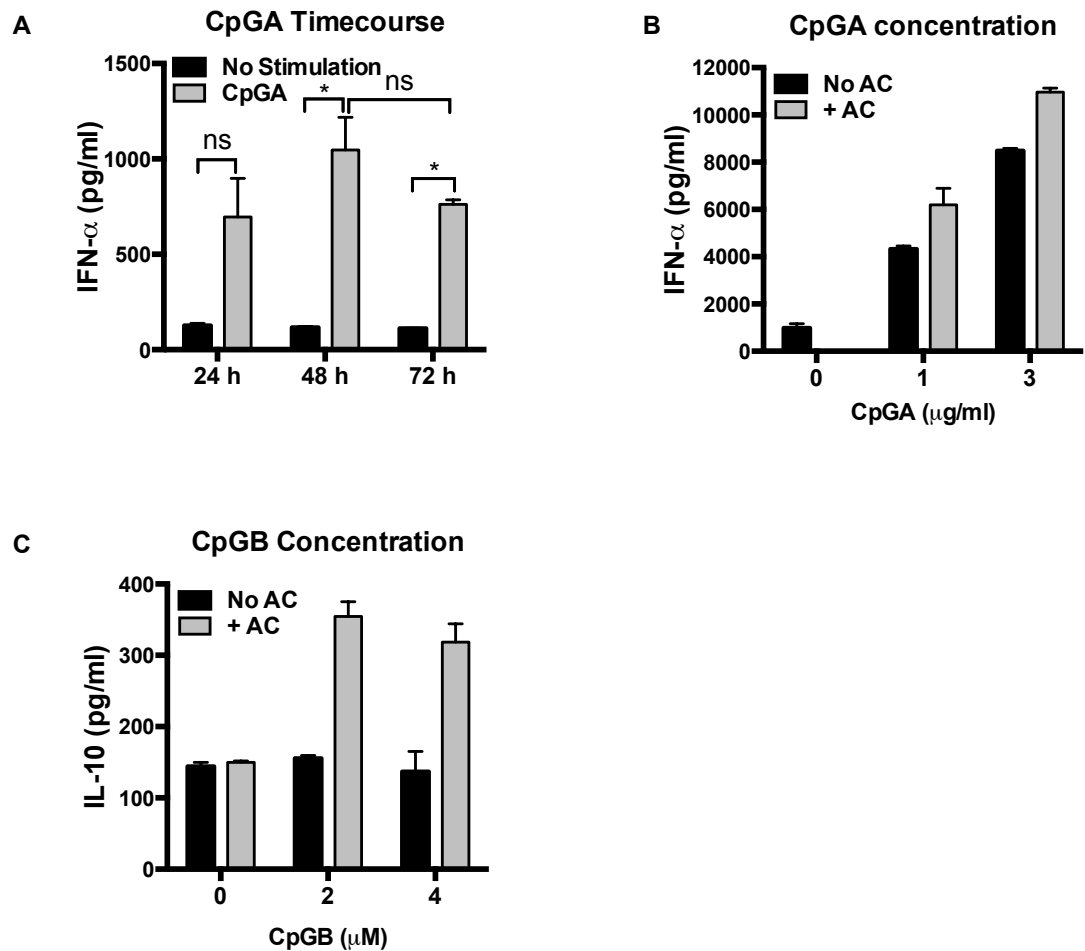 A
CpGA Timecourse
1500
1000
500
0
IFN-α (pg/ml)
No Stimulation
CpGA
ns
*
ns
*
24 h
48 h
72 h
B
CpGA concentration
12000
10000
8000
6000
4000
2000
0
IFN-α (pg/ml)
No AC
+ AC
0
1
3
CpGA (μg/ml)
C
CpGB Concentration
400
300
200
100
0
IL-10 (pg/ml)
No AC
+ AC
0
2
4
CpGB (μM)